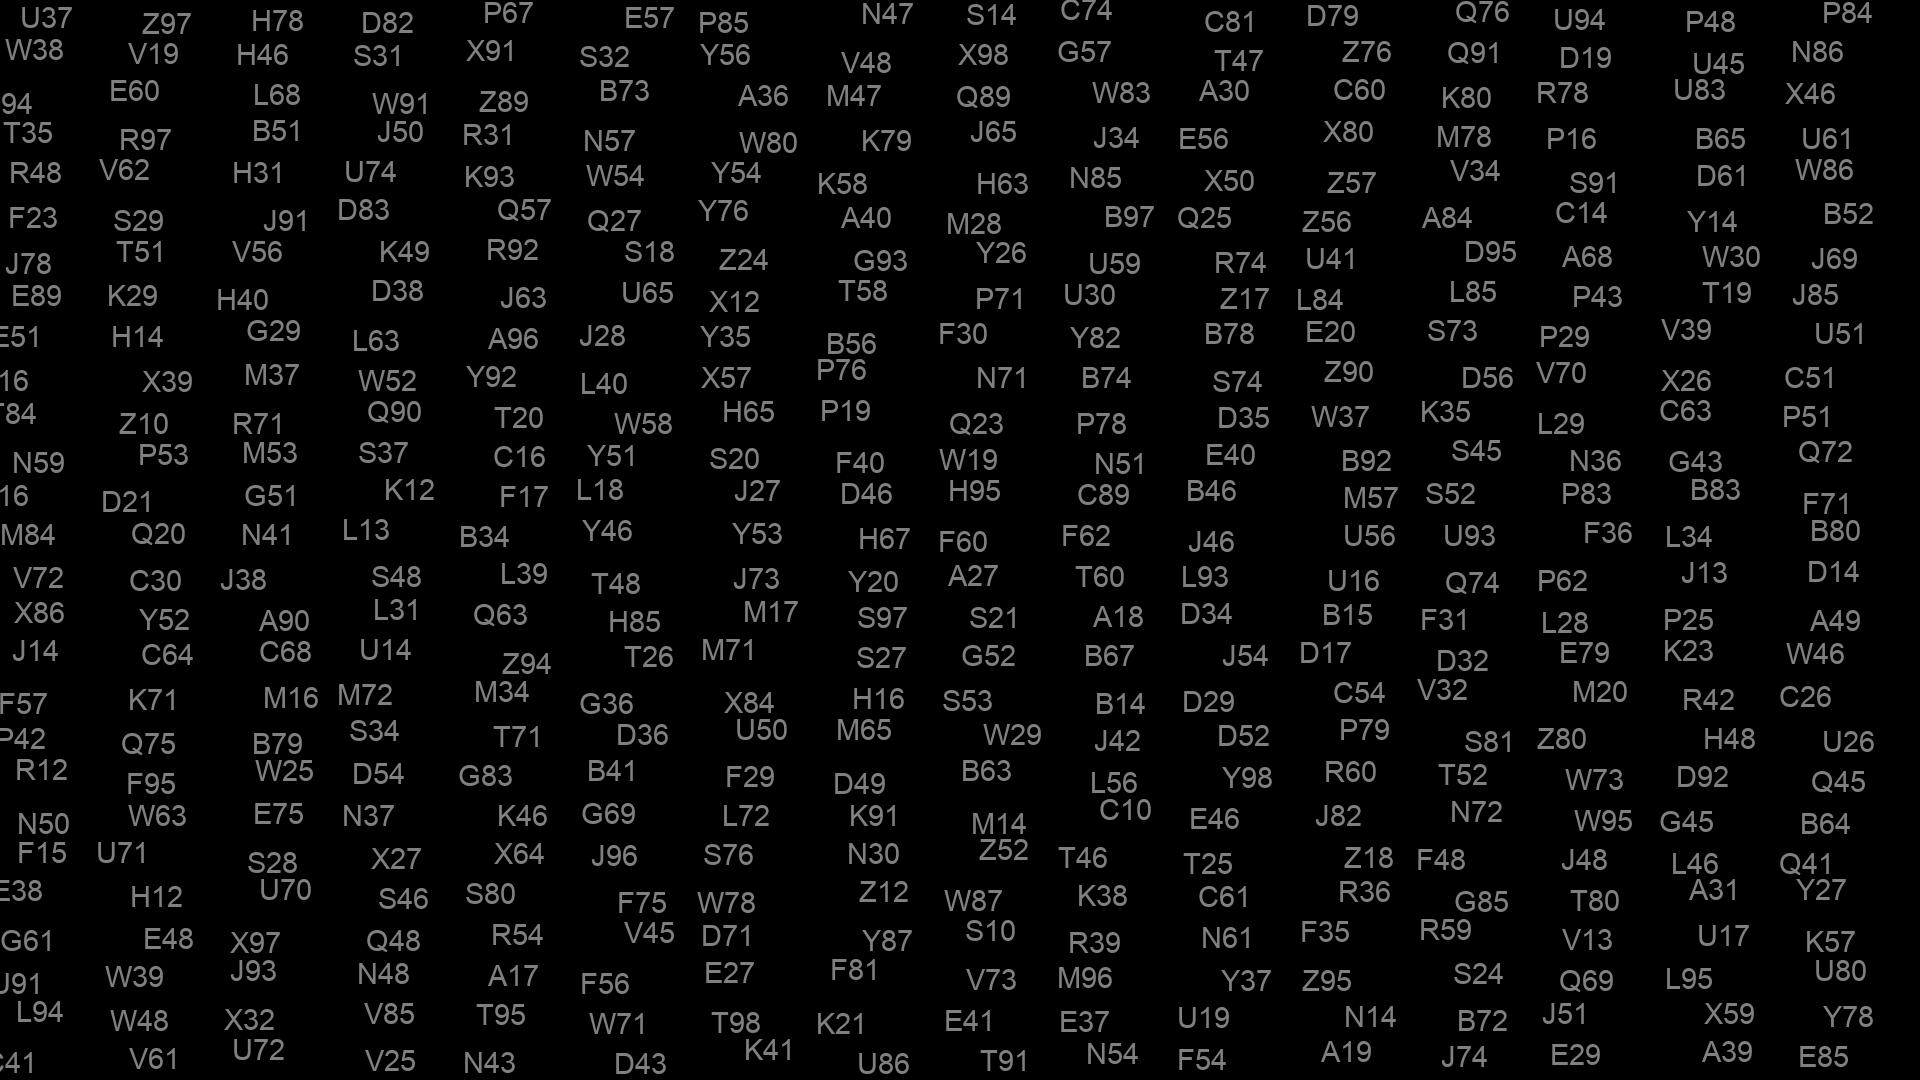 U37 Z97 H78 D82 P67 E57 P85 N47 S14 C74 C81 D79 Q76 U94 P48 P84
W38 V19 H46 S31 X91 S32 Y56 V48 X98 G57 T47 Z76 Q91 D19 U45 N86
94 E60 L68 W91 Z89 B73 A36 M47 Q89 W83 A30 C60 K80 R78 U83 X46
T35 R97 B51 J50 R31 N57 W80 K79 J65 J34 E56 X80 M78 P16 B65 U61
R48 V62 H31 U74 K93 W54 Y54 K58 H63 N85 X50 Z57 V34 S91 D61 W86
F23 S29 J91 D83 Q57 Q27 Y76 A40 M28 B97 Q25 Z56 A84 C14 Y14 B52
J78 T51 V56 K49 R92 S18 Z24 G93 Y26 U59 R74 U41 D95 A68 W30 J69
E89 K29 H40 D38 J63 U65 X12 T58 P71 U30 Z17 L84 L85 P43 T19 J85
E51 H14 G29 L63 A96 J28 Y35 B56 F30 Y82 B78 E20 S73 P29 V39 U51
16 X39 M37 W52 Y92 L40 X57 P76 N71 B74 S74 Z90 D56 V70 X26 C51
84 Z10 R71 Q90 T20 W58 H65 P19 Q23 P78 D35 W37 K35 L29 C63 P51
N59 P53 M53 S37 C16 Y51 S20 F40 W19 N51 E40 B92 S45 N36 G43 Q72
16 D21 G51 K12 F17 L18 J27 D46 H95 C89 B46 M57 S52 P83 B83 F71
M84 Q20 N41 L13 B34 Y46 Y53 H67 F60 F62 J46 U56 U93 F36 L34 B80
V72 C30 J38 S48 L39 T48 J73 Y20 A27 T60 L93 U16 Q74 P62 J13 D14
X86 Y52 A90 L31 Q63 H85 M17 S97 S21 A18 D34 B15 F31 L28 P25 A49
J14 C64 C68 U14 Z94 T26 M71 S27 G52 B67 J54 D17 D32 E79 K23 W46
F57 K71 M16 M72 M34 G36 X84 H16 S53 B14 D29 C54 V32 M20 R42 C26
P42 Q75 B79 S34 T71 D36 U50 M65 W29 J42 D52 P79 S81 Z80 H48 U26
R12 F95 W25 D54 G83 B41 F29 D49 B63 L56 Y98 R60 T52 W73 D92 Q45
N50 W63 E75 N37 K46 G69 L72 K91 M14 C10 E46 J82 N72 W95 G45 B64
F15 U71 S28 X27 X64 J96 S76 N30 Z52 T46 T25 Z18 F48 J48 L46 Q41
E38 H12 U70 S46 S80 F75 W78 Z12 W87 K38 C61 R36 G85 T80 A31 Y27
G61 E48 X97 Q48 R54 V45 D71 Y87 S10 R39 N61 F35 R59 V13 U17 K57
U91 W39 J93 N48 A17 F56 E27 F81 V73 M96 Y37 Z95 S24 Q69 L95 U80
L94 W48 X32 V85 T95 W71 T98 K21 E41 E37 U19 N14 B72 J51 X59 Y78
41 V61 U72 V25 N43 D43 K41 U86 T91 N54 F54 A19 J74 E29 A39 E85